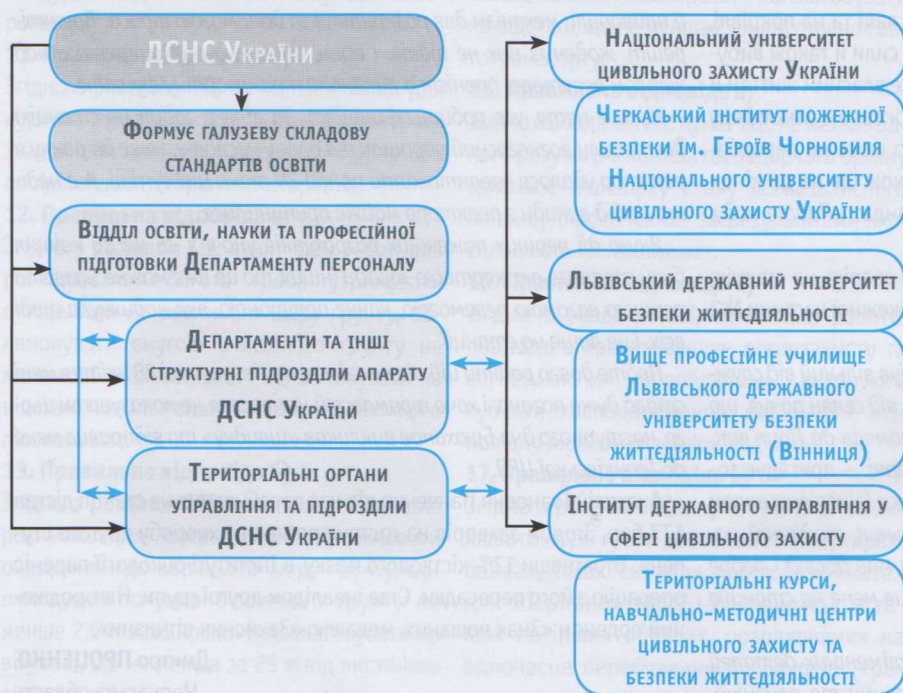 ДСНС України
Формує галузеву складову
стандартів освіти
Відділ освіти, науки та професійної
підготовки Департаменту персоналу
Департаменти та інші
структурні підрозділи апарату
ДСНС України
Територіальні органи
управління та підрозділи
ДСНС України
Національний університет
цивільного захисту України
Черкаський інститут пожежної
безпеки ім. Героїв Чорнобиля
Національного університету
цивільного захисту України
Львівський державний університет
безпеки життєдіяльності
Вище професійне училище
Львівського державного
університету безпеки
життєдіяльності (Вінниця)
Інститут державного управління у
сфері цивільного захисту
Територіальні курси,
навчально-методичні центри
цивільного захисту та
безпеки життєдіяльності